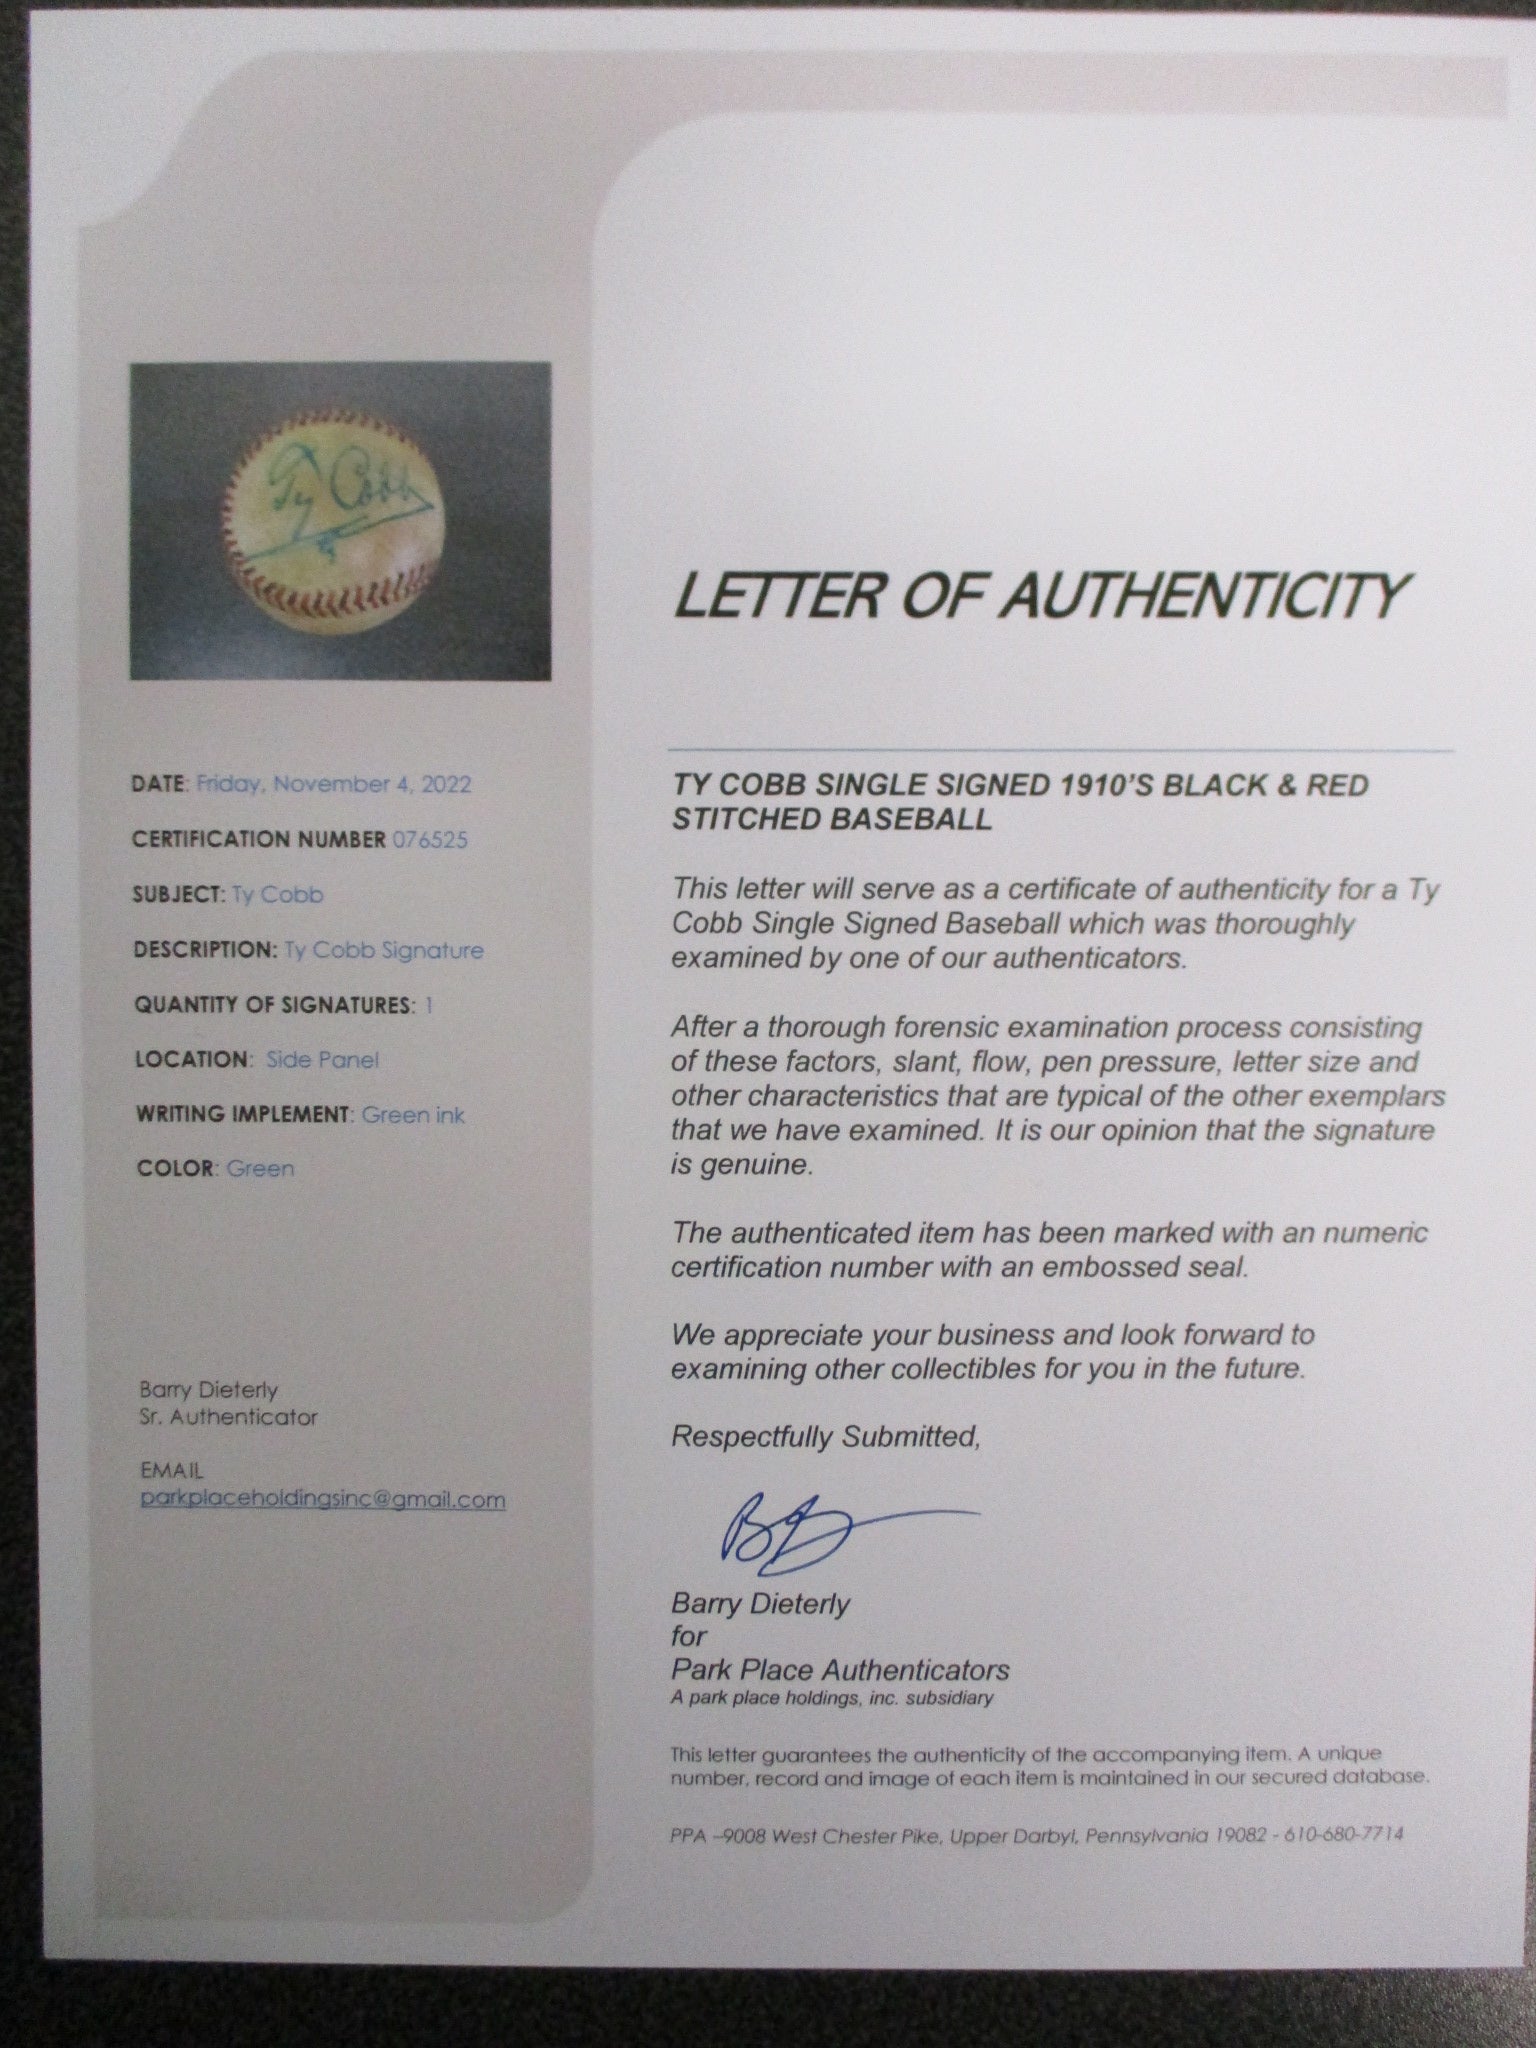 Ty Cobb
DATE: Friday, November 4, 2022
CERTIFICATION NUMBER 076525
SUBJECT: Ty Cobb
DESCRIPTION: Ty Cobb Signature
QUANTITY OF SIGNATURES: 1
LOCATION: Side Panel
WRITING IMPLEMENT: Green ink
COLOR: Green
Barry Dieterly
Sr. Authenticator
EMAIL
parkplaceholdingsinc@gmail.com
LETTER OF AUTHENTICITY
TY COBB SINGLE SIGNED 1910'S BLACK & RED
STITCHED BASEBALL
This letter will serve as a certificate of authenticity for a Ty
Cobb Single Signed Baseball which was thoroughly
examined by one of our authenticators.
After a thorough forensic examination process consisting
of these factors, slant, flow, pen pressure, letter size and
other characteristics that are typical of the other exemplars
that we have examined. It is our opinion that the signature
is genuine.
The authenticated item has been marked with an numeric
certification number with an embossed seal.
We appreciate your business and look forward to
examining other collectibles for you in the future.
Respectfully Submitted,
Barry Dieterly
for
Park Place Authenticators
A park place holdings, inc. subsidiary
This letter guarantees the authenticity of the accompanying item. A unique
number, record and image of each item is maintained in our secured database.
PPA –9008 West Chester Pike, Upper Darbyl, Pennsylvania 19082 - 610-680-7714